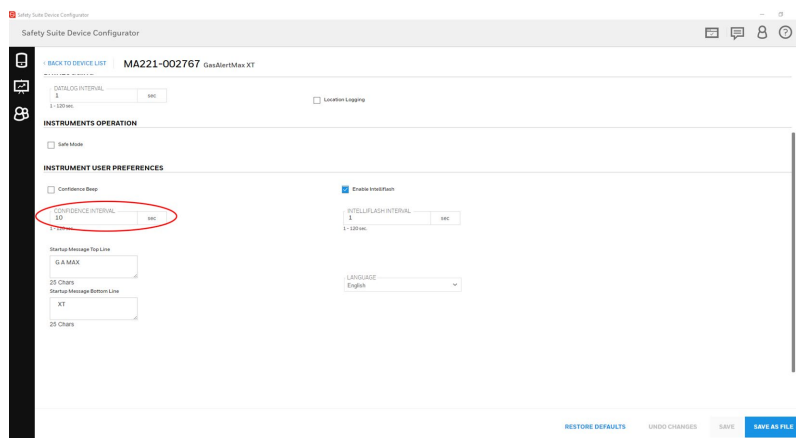 Safety Suite Device Configurator
Safety Suite Device Configurator
< BACK TO DEVICE LIST MA221-002767 GasAlertMax XT
DATALOG INTERVAL
1 sec
1 - 120 sec.
Location Logging
INSTRUMENTS OPERATION
Safe Mode
INSTRUMENT USER PREFERENCES
Confidence Beep
Enable Intelliflash
CONFIDENCE INTERVAL
10 sec
INTELLIFLASH INTERVAL
1 sec
1 - 120 sec.
Startup Message Top Line
G A MAX
25 Chars
LANGUAGE
English
Startup Message Bottom Line
XT
25 Chars
RESTORE DEFAULTS UNDO CHANGES SAVE SAVE AS FILE